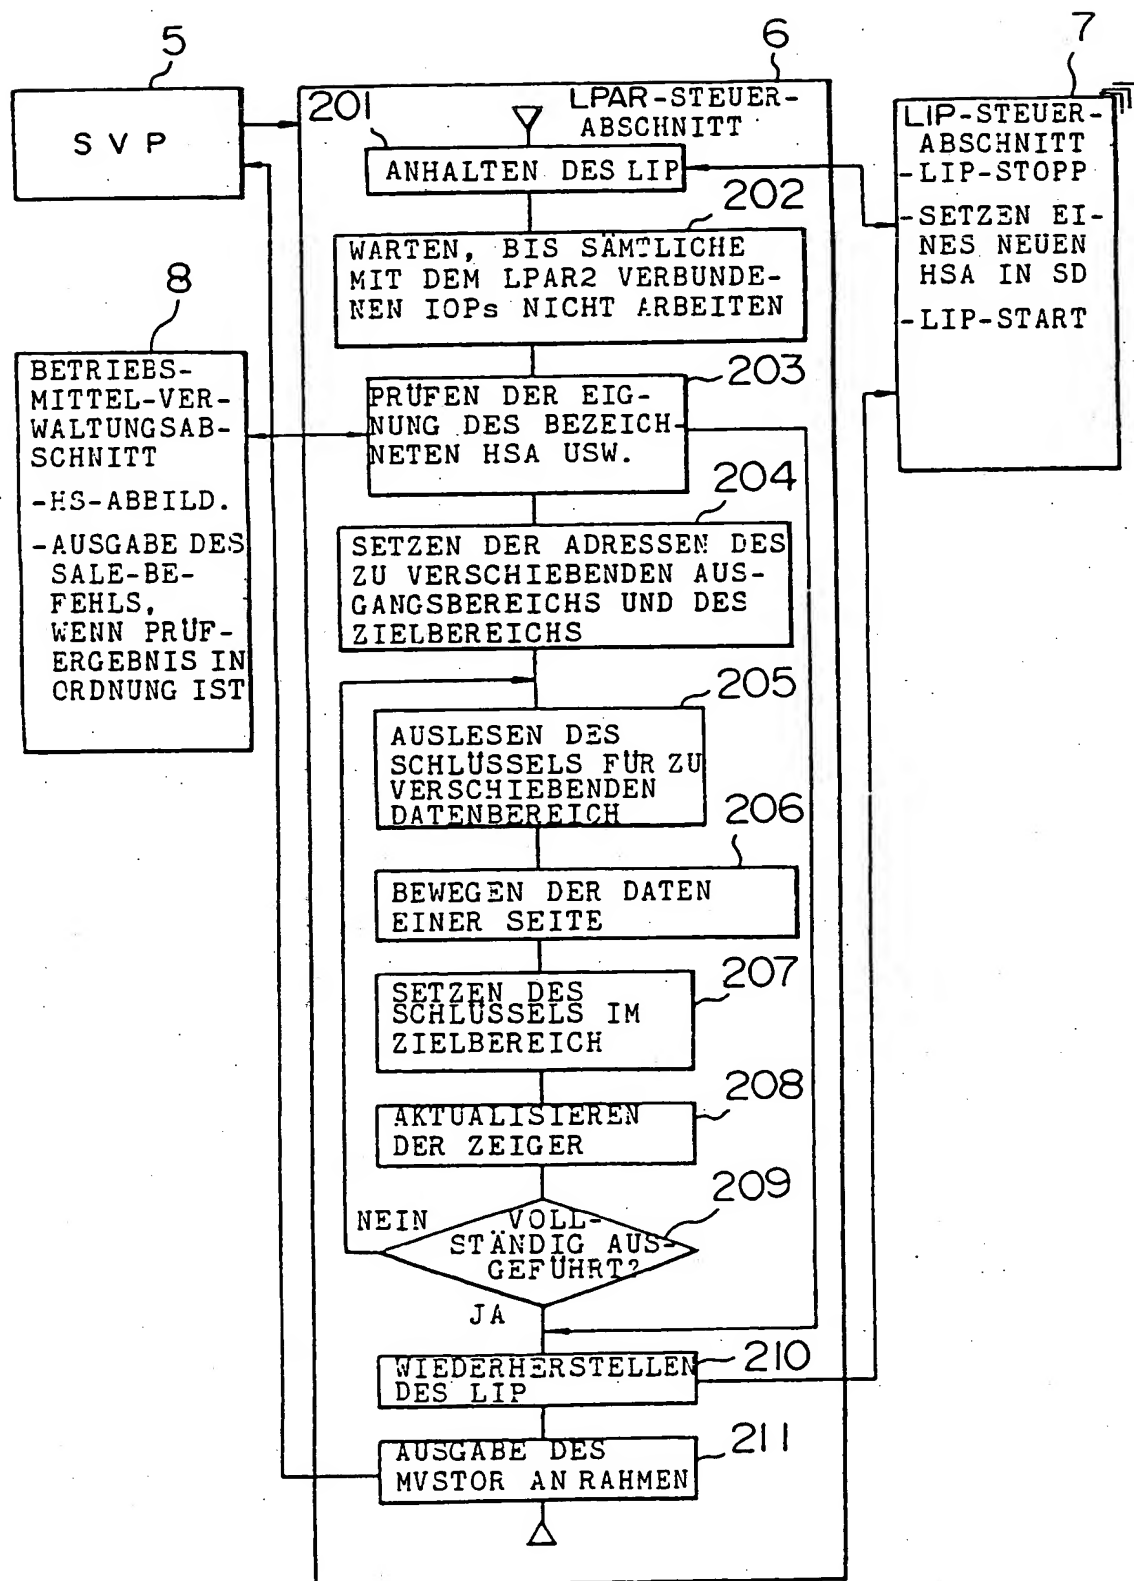 5
S V P
6
LPAR-STEUER-
ABSCHNITT
7
LIP-STEUER-
ABSCHNITT
-LIP-STOPP
-SETZEN EI-
NES NEUEN
HSA IN SD
-LIP-START
201
ANHALTEN DES LIP
202
WARTEN, BIS SÄMTLICHE
MIT DEM LPAR2 VERBUNDE-
NEN IOPs NICHT ARBEITEN
8
BETRIEBS-
MITTEL-VER-
WALTUNGSAB-
SCHNITT
-HS-ABBILD.
-AUSGABE DES
SALE-BE-
FEHLS,
WENN PRÜF-
ERGEBNIS IN
ORDNUNG IST
203
PRÜFEN DER EIG-
NUNG DES BEZEICH-
NETEN HSA USW.
204
SETZEN DER ADRESSEN DES
ZU VERSCHIEBENDEN AUS-
GANGSBEREICHS UND DES
ZIELBEREICHS
205
AUSLESEN DES
SCHLÜSSELS FÜR ZU
VERSCHIEBENDEN
DATENBEREICH
206
BEWEGEN DER DATEN
EINER SEITE
207
SETZEN DES
SCHLÜSSELS IM
ZIELBEREICH
208
AKTUALISIEREN
DER ZEIGER
209
NEIN
VOLL-
STÄNDIG AUS-
GEFÜHRT?
JA
210
WIEDERHERSTELLEN
DES LIP
211
AUSGABE DES
MVSTOR AN RAHMEN